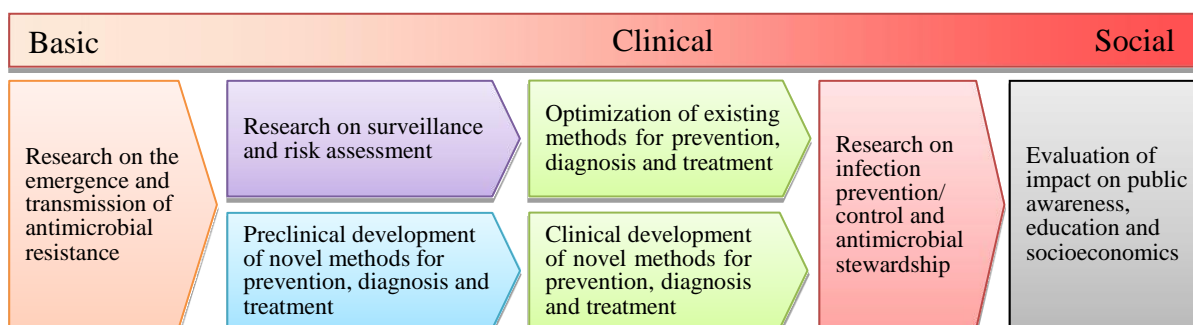 Basic
Clinical
Social
Research on the
emergence and
transmission of
antimicrobial
resistance
Research on surveillance
and risk assessment
Preclinical development
of novel methods for
prevention, diagnosis and
treatment
Optimization of existing
methods for prevention,
diagnosis and treatment
Clinical development of
novel methods for
prevention, diagnosis
and treatment
Research on
infection
prevention/
control and
antimicrobial
stewardship
Evaluation of
impact on public
awareness,
education and
socioeconomics